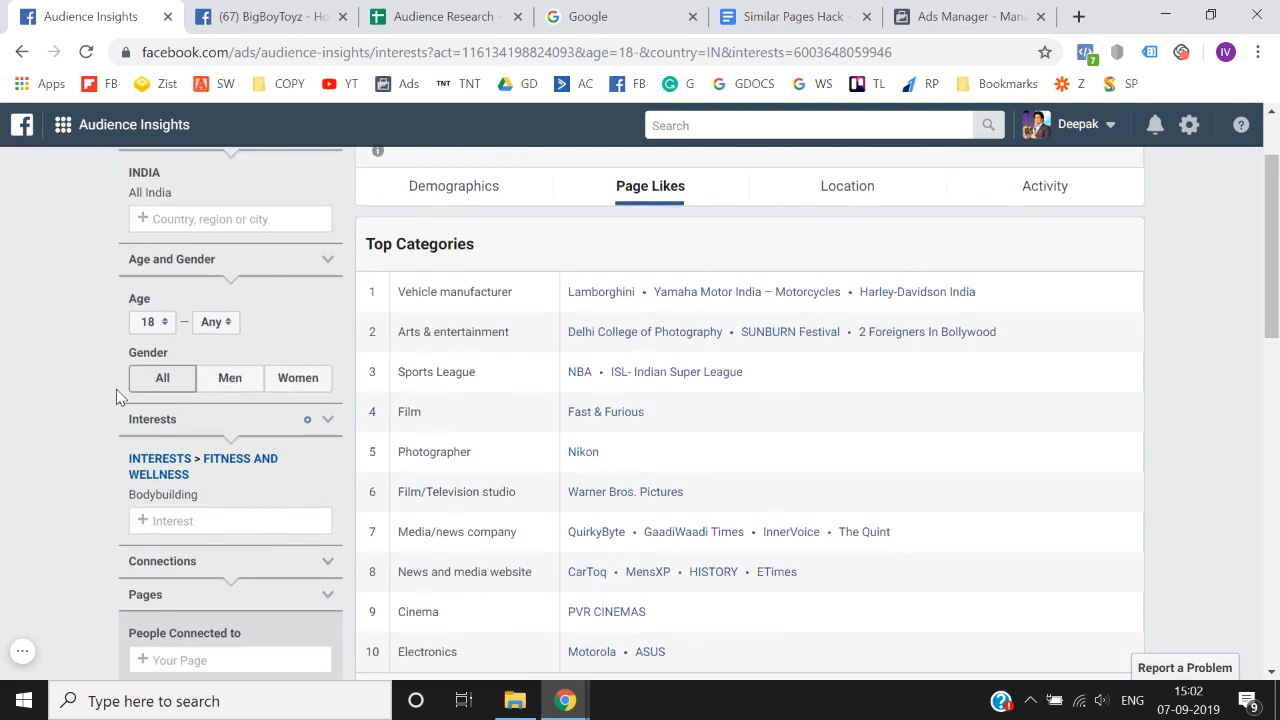 Audience Insights
(67) BigBoyToyz - Ho
Audience Research -
Google
Similar Pages Hack -
Ads Manager - Mana
facebook.com/ads/audience-insights/interests?act=116134198824093&age=18-&country=IN&interests=6003648059946
7
IV
Apps
FB
Zist
SW
COPY
YT
Ads
TNT TNT
GD
AC
FB
G
GDOCS
WS
TL
RP
Bookmarks
Z
SP
Audience Insights
Search
Deepak
INDIA
All India
+ Country, region or city
Age and Gender
Age
18 — Any
Gender
All Men Women
Interests
INTERESTS > FITNESS AND
WELLNESS
Bodybuilding
+ Interest
Connections
Pages
People Connected to
+ Your Page
Demographics Page Likes Location Activity
Top Categories
1 Vehicle manufacturer Lamborghini • Yamaha Motor India – Motorcycles • Harley-Davidson India
2 Arts & entertainment Delhi College of Photography • SUNBURN Festival • 2 Foreigners In Bollywood
3 Sports League NBA • ISL- Indian Super League
4 Film Fast & Furious
5 Photographer Nikon
6 Film/Television studio Warner Bros. Pictures
7 Media/news company QuirkyByte • GaadiWaadi Times • InnerVoice • The Quint
8 News and media website CarToq • MensXP • HISTORY • ETimes
9 Cinema PVR CINEMAS
10 Electronics Motorola • ASUS
Report a Problem
Type here to search
ENG
15:02
07-09-2019
9